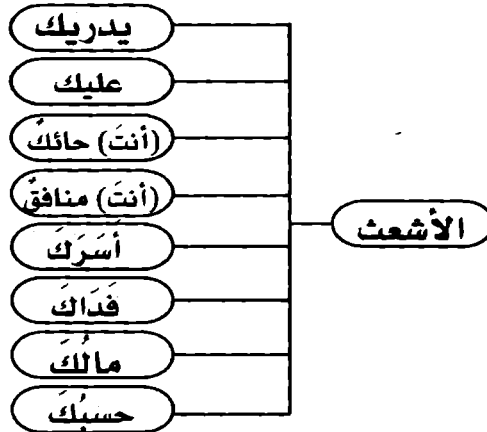 يدريك
عليك
(أنتَ) حائكٌ
(أنتَ) منافقٌ
الأشعث
أَسَرَكَ
فَدَاكَ
مالُكَ
حسبُكَ